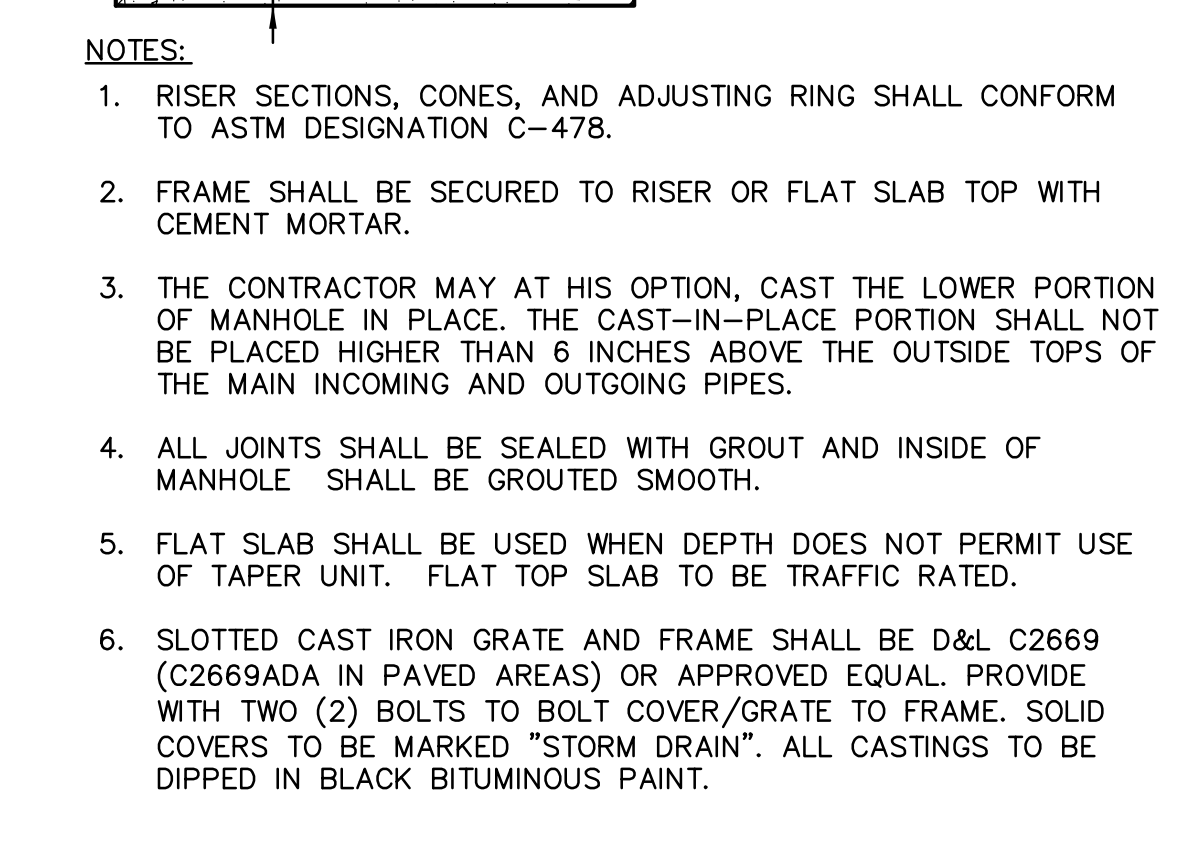 NOTES:
1. RISER SECTIONS, CONES, AND ADJUSTING RING SHALL CONFORM
TO ASTM DESIGNATION C-478.
2. FRAME SHALL BE SECURED TO RISER OR FLAT SLAB TOP WITH
CEMENT MORTAR.
3. THE CONTRACTOR MAY AT HIS OPTION, CAST THE LOWER PORTION
OF MANHOLE IN PLACE. THE CAST-IN-PLACE PORTION SHALL NOT
BE PLACED HIGHER THAN 6 INCHES ABOVE THE OUTSIDE TOPS OF
THE MAIN INCOMING AND OUTGOING PIPES.
4. ALL JOINTS SHALL BE SEALED WITH GROUT AND INSIDE OF
MANHOLE SHALL BE GROUTED SMOOTH.
5. FLAT SLAB SHALL BE USED WHEN DEPTH DOES NOT PERMIT USE
OF TAPER UNIT. FLAT TOP SLAB TO BE TRAFFIC RATED.
6. SLOTTED CAST IRON GRATE AND FRAME SHALL BE D&L C2669
(C2669ADA IN PAVED AREAS) OR APPROVED EQUAL. PROVIDE
WITH TWO (2) BOLTS TO BOLT COVER/GRATE TO FRAME. SOLID
COVERS TO BE MARKED "STORM DRAIN". ALL CASTINGS TO BE
DIPPED IN BLACK BITUMINOUS PAINT.